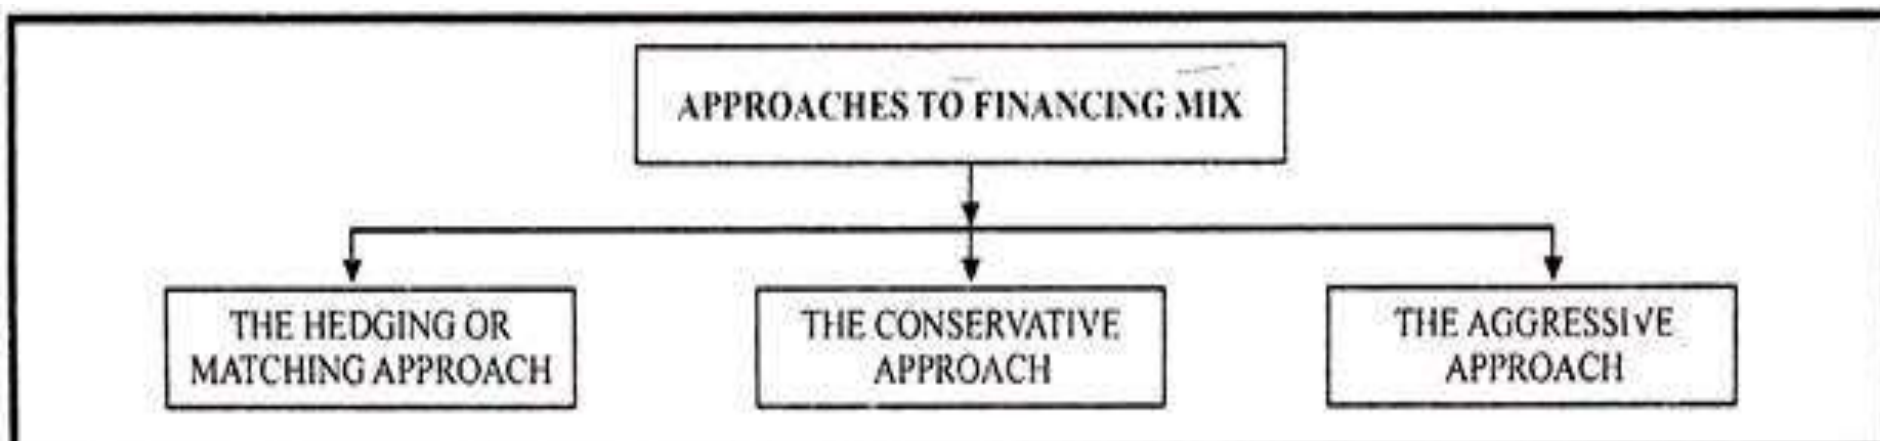 APPROACHES TO FINANCING MIX
THE HEDGING OR
MATCHING APPROACH
THE CONSERVATIVE
APPROACH
THE AGGRESSIVE
APPROACH